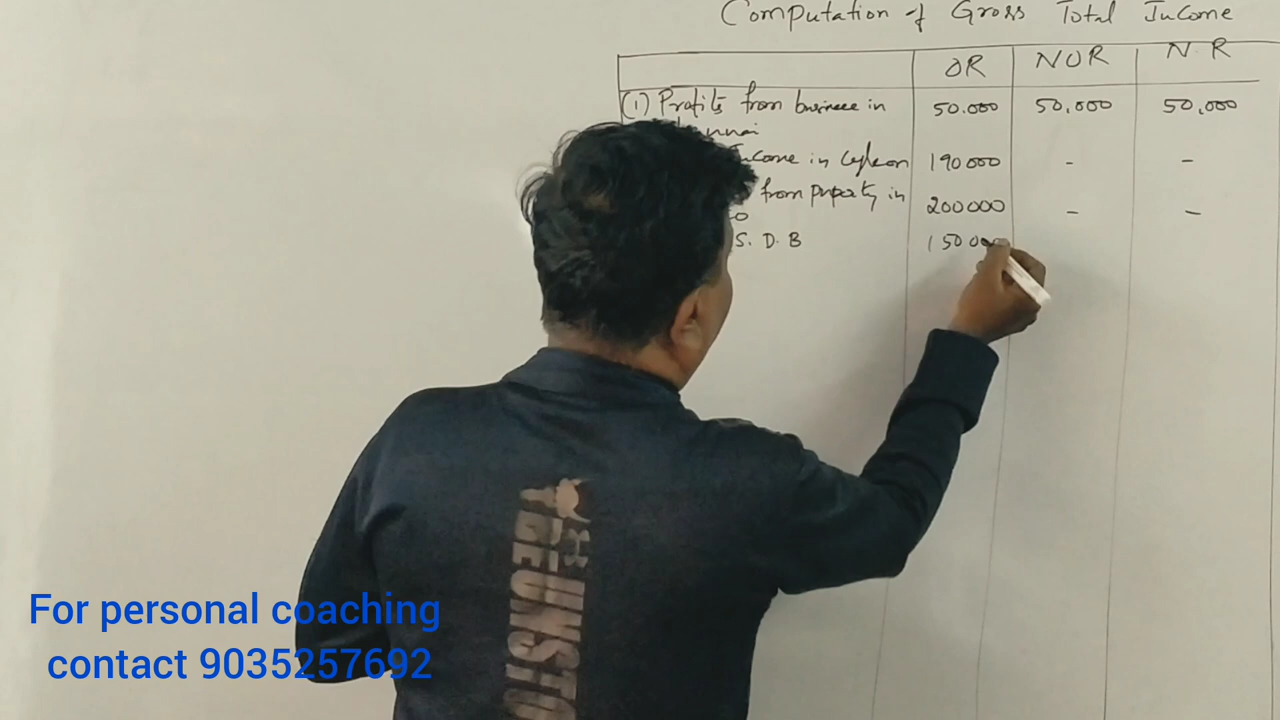 Computation of Gross Total Income
OR NOR N.R
(1) Profits from business in 50.000 50,000 50,000
Income in Ceylon 190000 - -
from property in
200000 - -
S. D. B 15000
For personal coaching
contact 9035257692